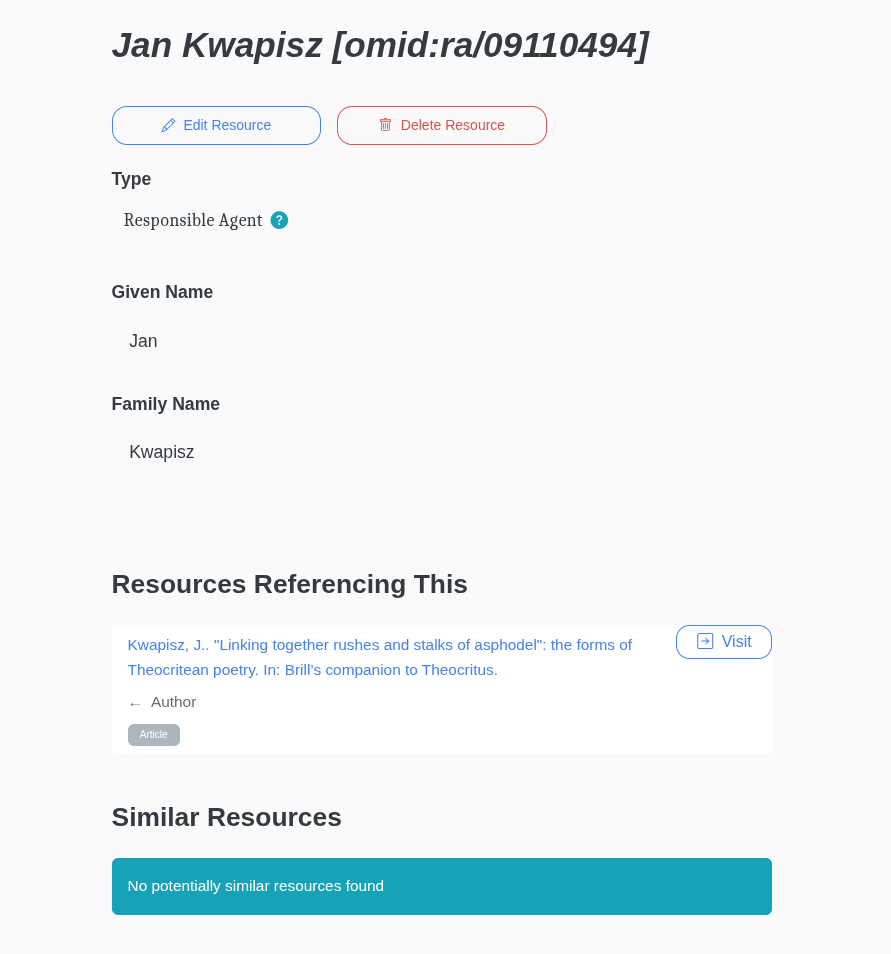 Jan Kwapisz [omid:ra/09110494]
Edit Resource
Delete Resource
Type
Responsible Agent ?
Given Name
Jan
Family Name
Kwapisz
Resources Referencing This
Kwapisz, J.. "Linking together rushes and stalks of asphodel": the forms of
Theocritean poetry. In: Brill’s companion to Theocritus.
Visit
← Author
Article
Similar Resources
No potentially similar resources found